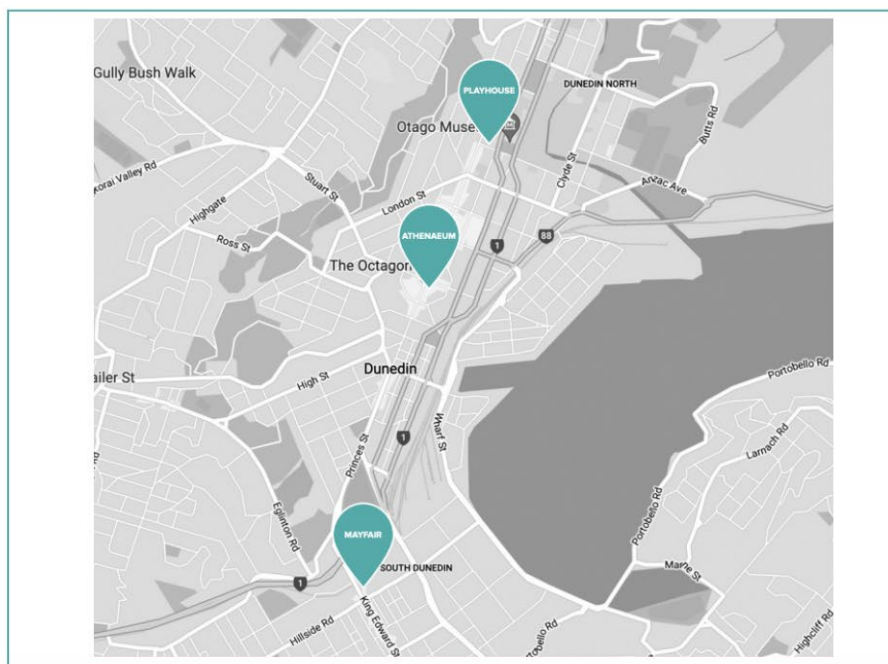 Gully Bush Walk
PLAYHOUSE
DUNEDIN NORTH
Otago Muse
Butts Rd
koral Valley Rd
Stuart St
Clyde St
Anzac Ave
Highgate
London St
Ross St
ATHENAEUM
88
1
The Octagon
Dunedin
Portobello Rd
ailer St
High St
Wharf St
Larnach Rd
1
Princes St
Portobello Rd
Eglinton Rd
MAYFAIR
SOUTH DUNEDIN
1
King Edward St
Hillside Rd
Highcliff Rd
tobello Rd